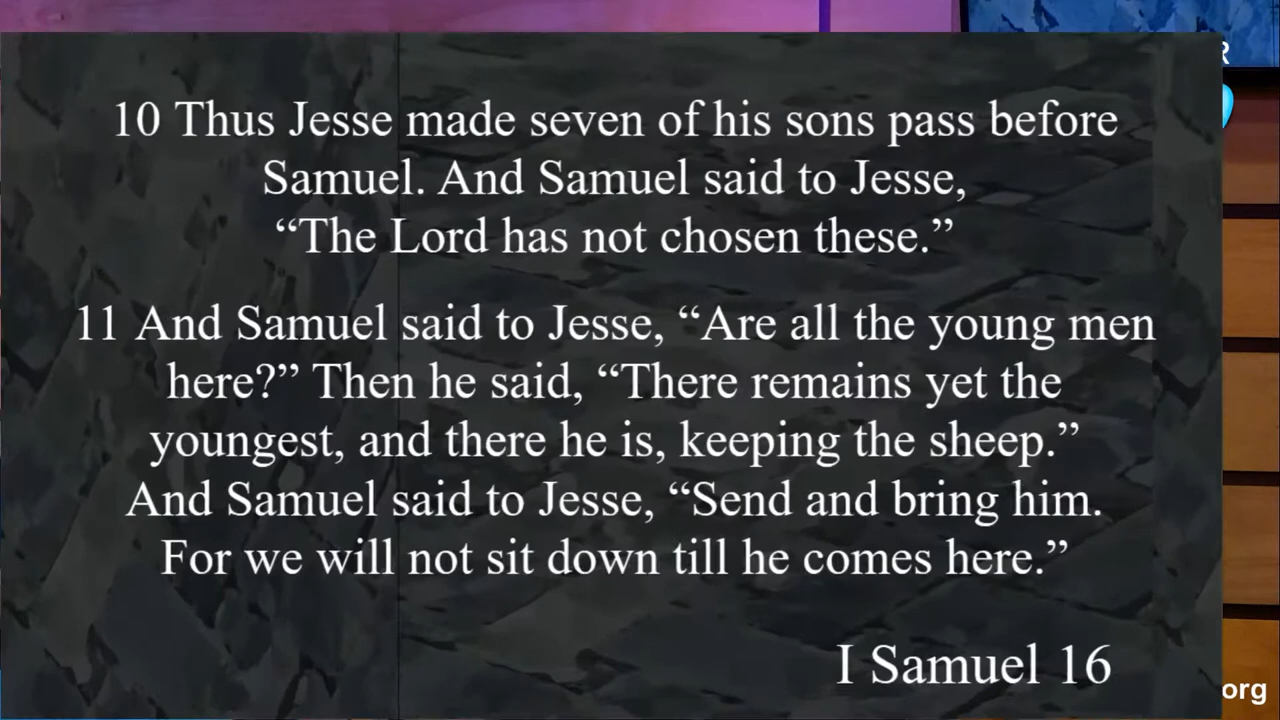 10 Thus Jesse made seven of his sons pass before
Samuel. And Samuel said to Jesse,
“The Lord has not chosen these.”
11 And Samuel said to Jesse, “Are all the young men
here?” Then he said, “There remains yet the
youngest, and there he is, keeping the sheep.”
And Samuel said to Jesse, “Send and bring him.
For we will not sit down till he comes here.”
I Samuel 16
R
org